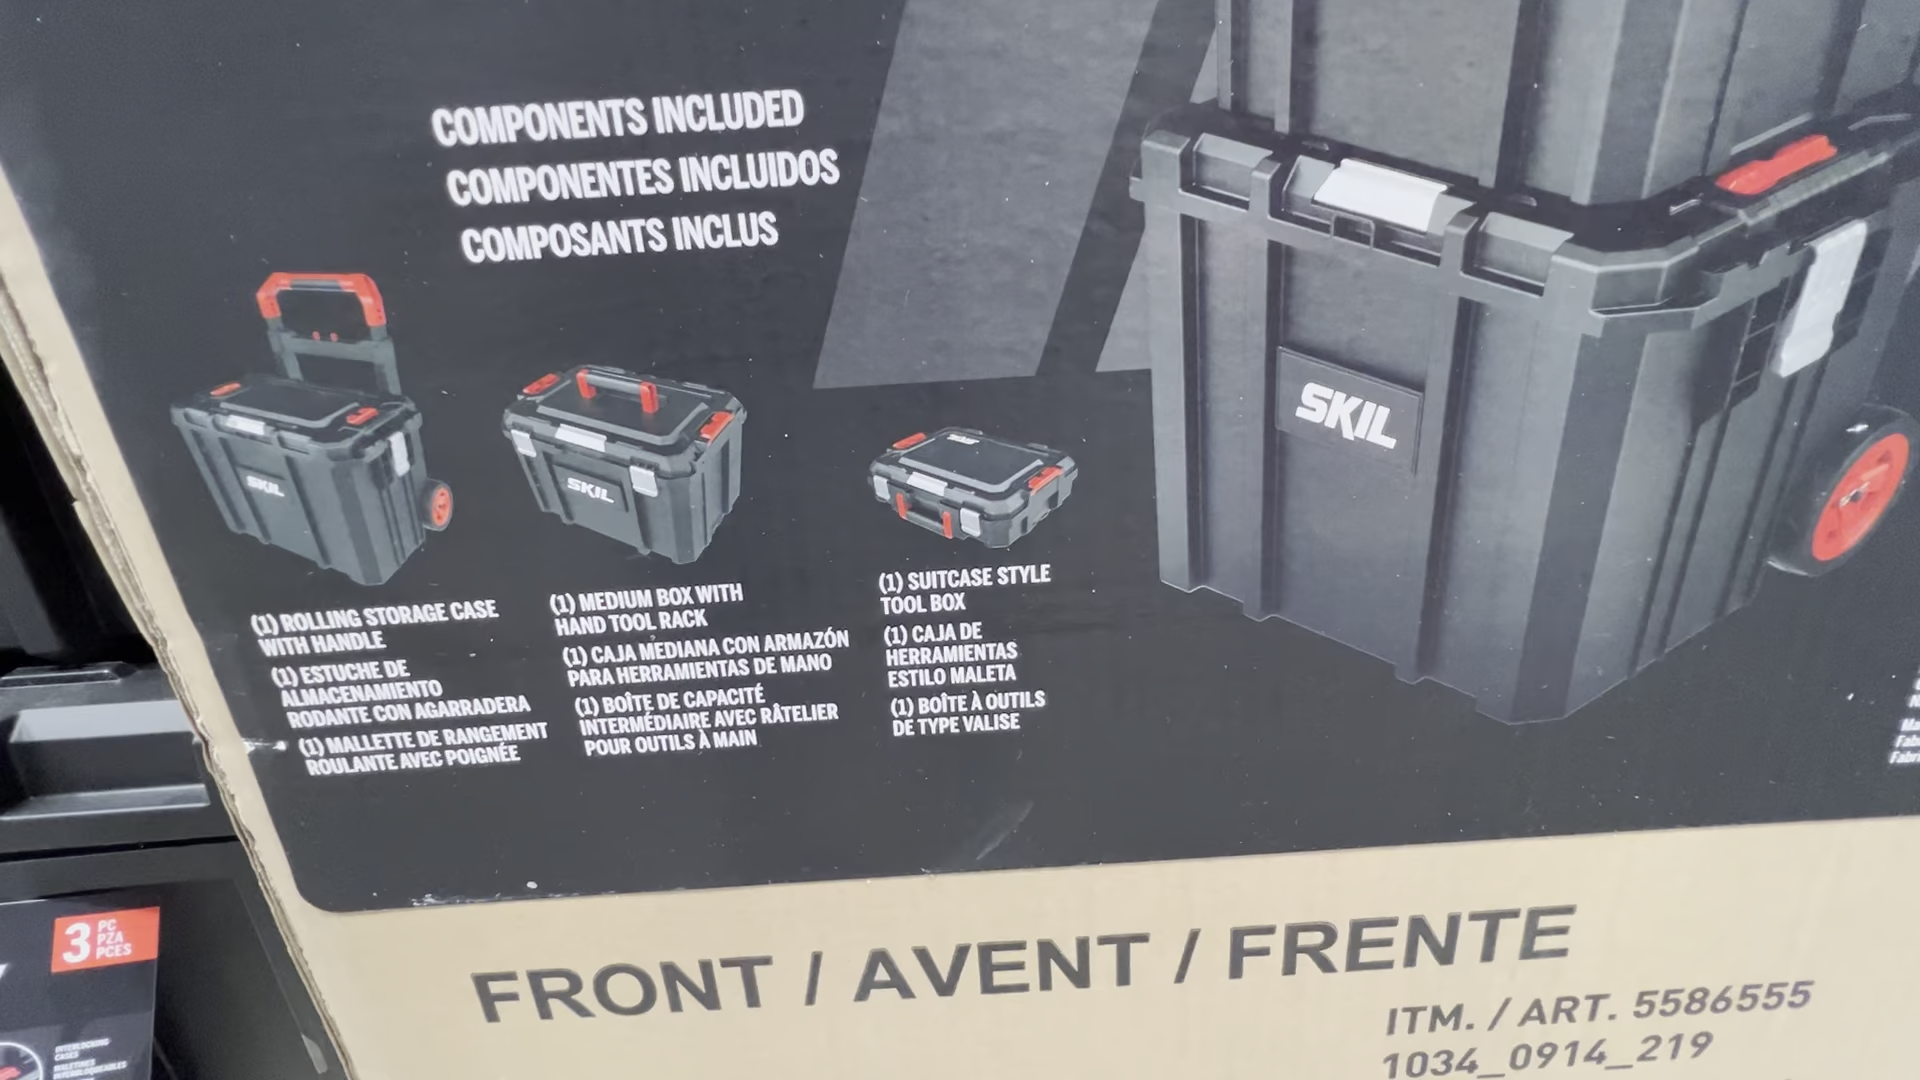 COMPONENTS INCLUDED
COMPONENTES INCLUIDOS
COMPOSANTS INCLUS
SKIL
SKIL
SKIL
(1) ROLLING STORAGE CASE
WITH HANDLE
(1) ESTUCHE DE
ALMACENAMIENTO
RODANTE CON AGARRADERA
(1) MALLETTE DE RANGEMENT
ROULANTE AVEC POIGNÉE
(1) MEDIUM BOX WITH
HAND TOOL RACK
(1) CAJA MEDIANA CON ARMAZÓN
PARA HERRAMIENTAS DE MANO
(1) BOÎTE DE CAPACITÉ
INTERMÉDIAIRE AVEC RÂTELIER
POUR OUTILS À MAIN
(1) SUITCASE STYLE
TOOL BOX
(1) CAJA DE
HERRAMIENTAS
ESTILO MALETA
(1) BOÎTE À OUTILS
DE TYPE VALISE
3 PC
PZA
PCES
INTERLOCKING
CASES
FRONT / AVENT / FRENTE
ITM. / ART. 5586555
1034_0914_219